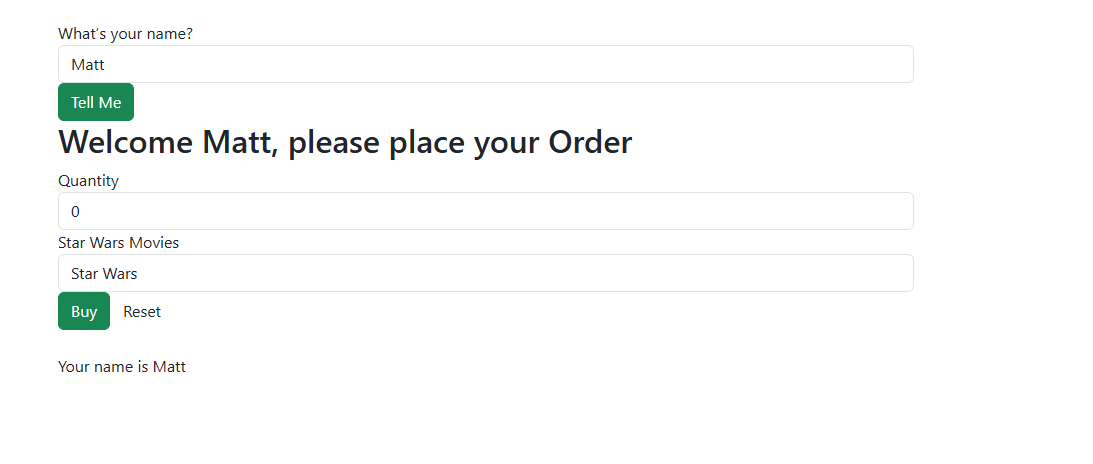 What's your name?
Matt
Tell Me
Welcome Matt, please place your Order
Quantity
0
Star Wars Movies
Star Wars
Buy Reset
Your name is Matt